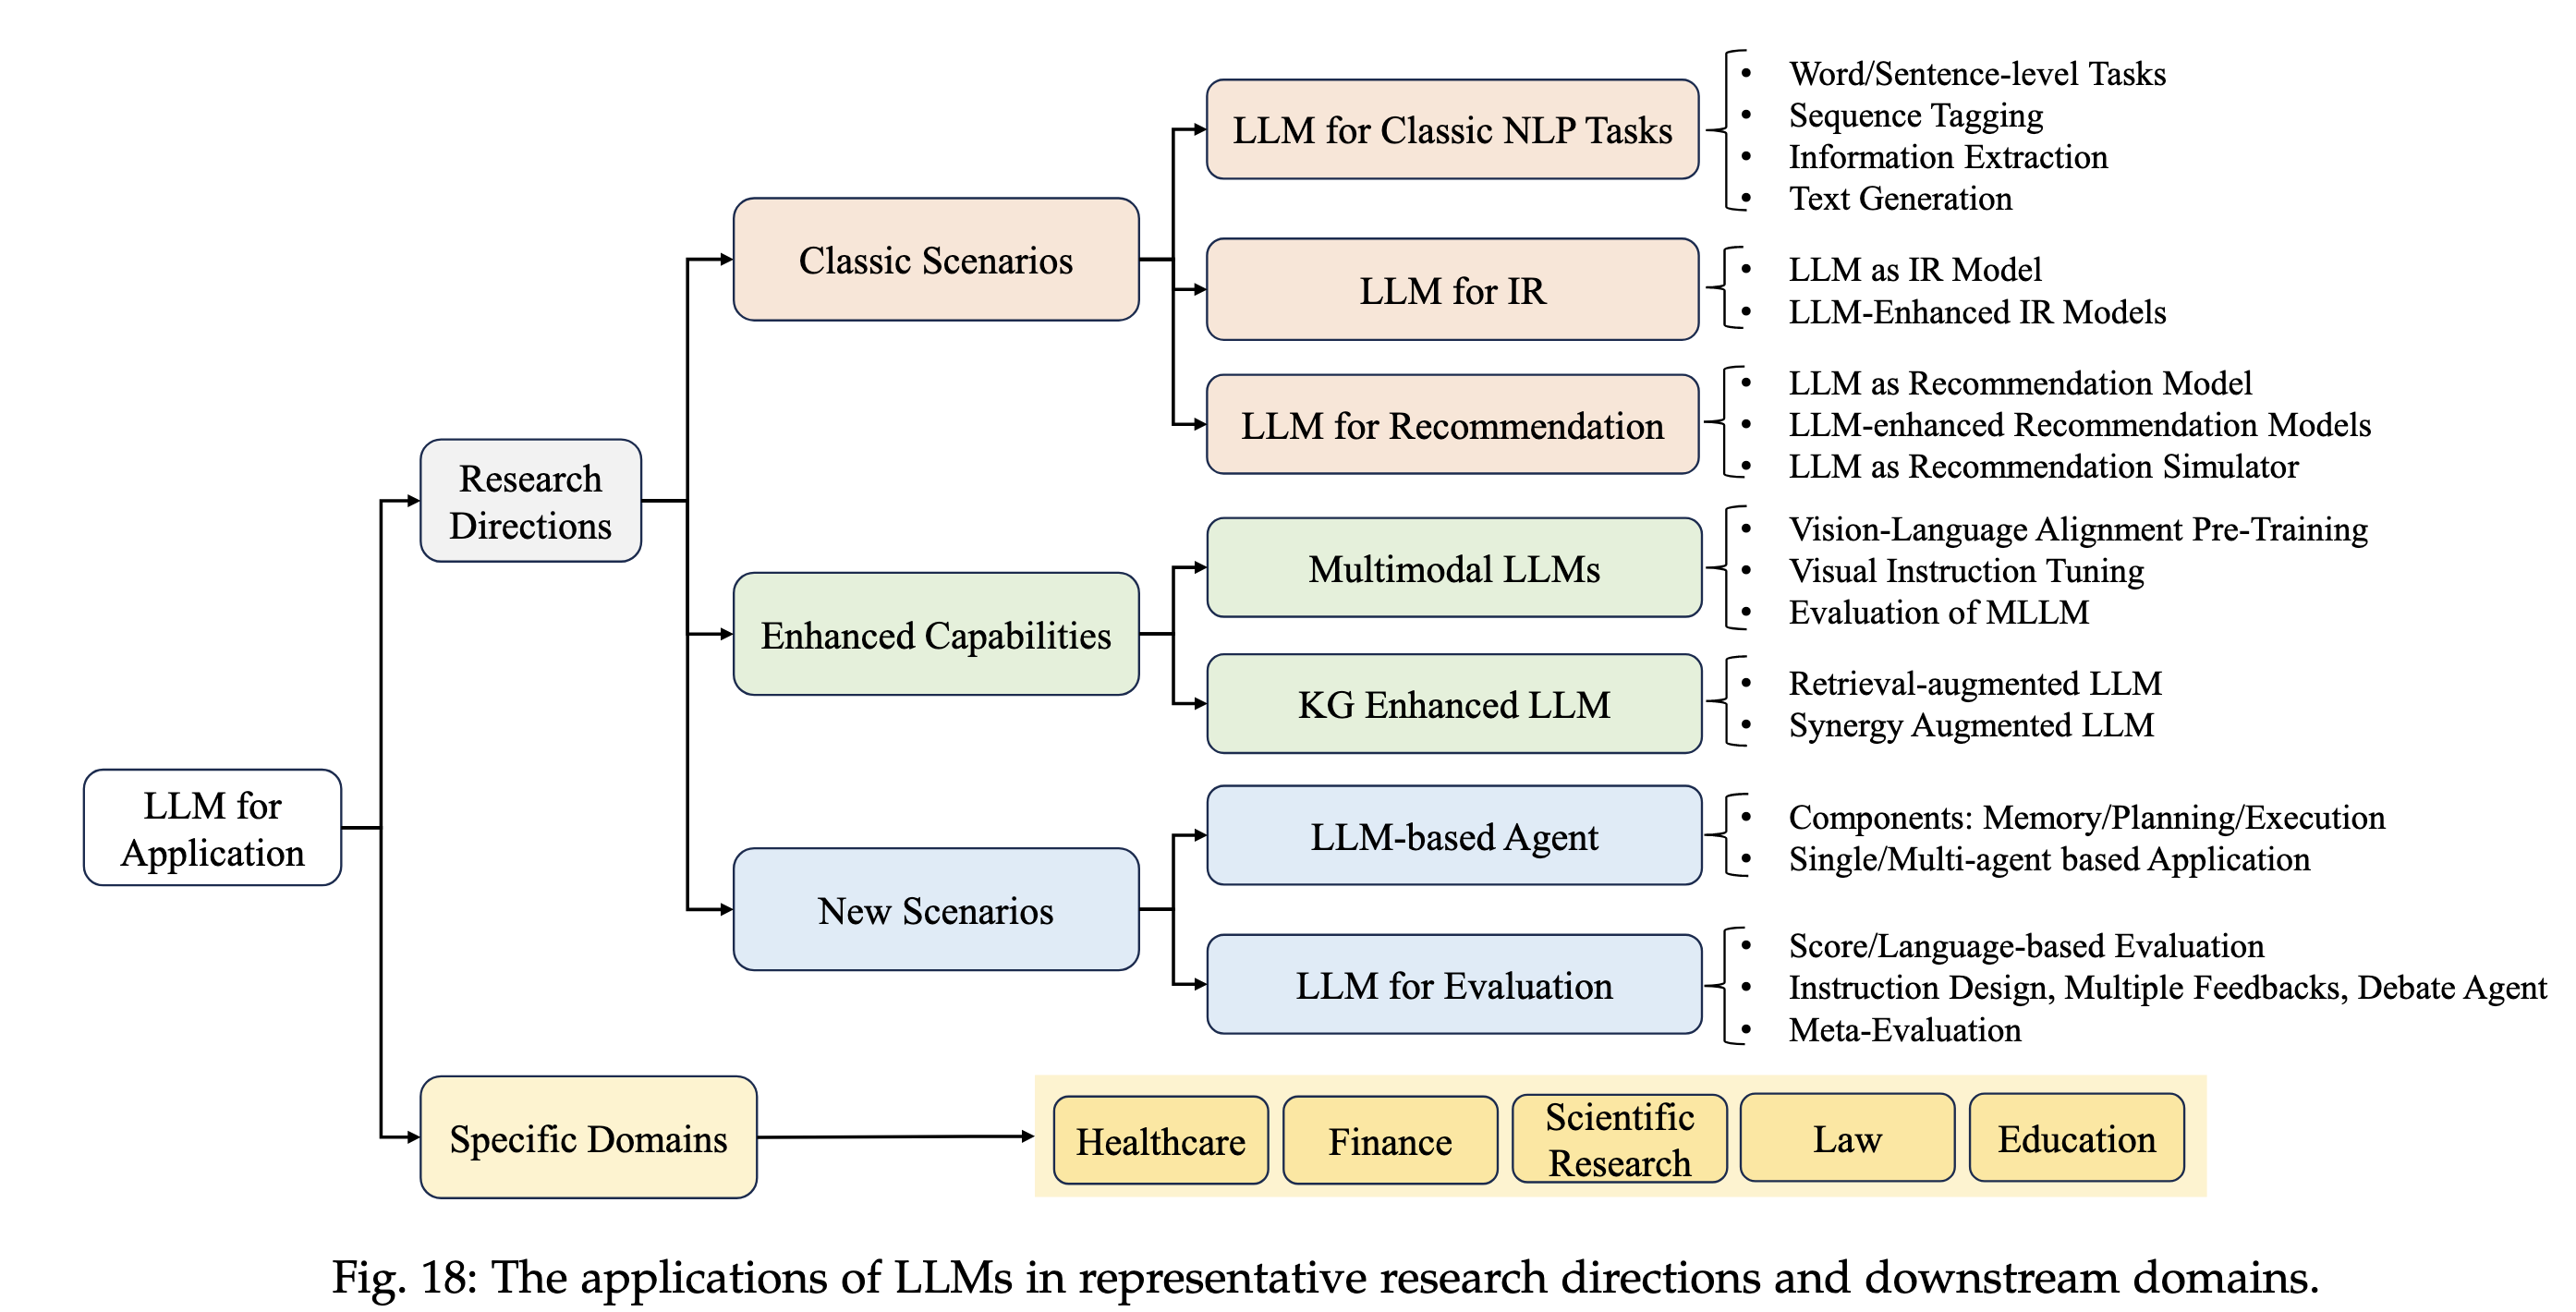 LLM for
Application
Research
Directions
Classic Scenarios
LLM for Classic NLP Tasks
• Word/Sentence-level Tasks
• Sequence Tagging
• Information Extraction
• Text Generation
LLM for IR
• LLM as IR Model
• LLM-Enhanced IR Models
LLM for Recommendation
• LLM as Recommendation Model
• LLM-enhanced Recommendation Models
• LLM as Recommendation Simulator
Enhanced Capabilities
Multimodal LLMs
• Vision-Language Alignment Pre-Training
• Visual Instruction Tuning
• Evaluation of MLLM
KG Enhanced LLM
• Retrieval-augmented LLM
• Synergy Augmented LLM
New Scenarios
LLM-based Agent
• Components: Memory/Planning/Execution
• Single/Multi-agent based Application
LLM for Evaluation
• Score/Language-based Evaluation
• Instruction Design, Multiple Feedbacks, Debate Agent
• Meta-Evaluation
Specific Domains
Healthcare
Finance
Scientific
Research
Law
Education
Fig. 18: The applications of LLMs in representative research directions and downstream domains.